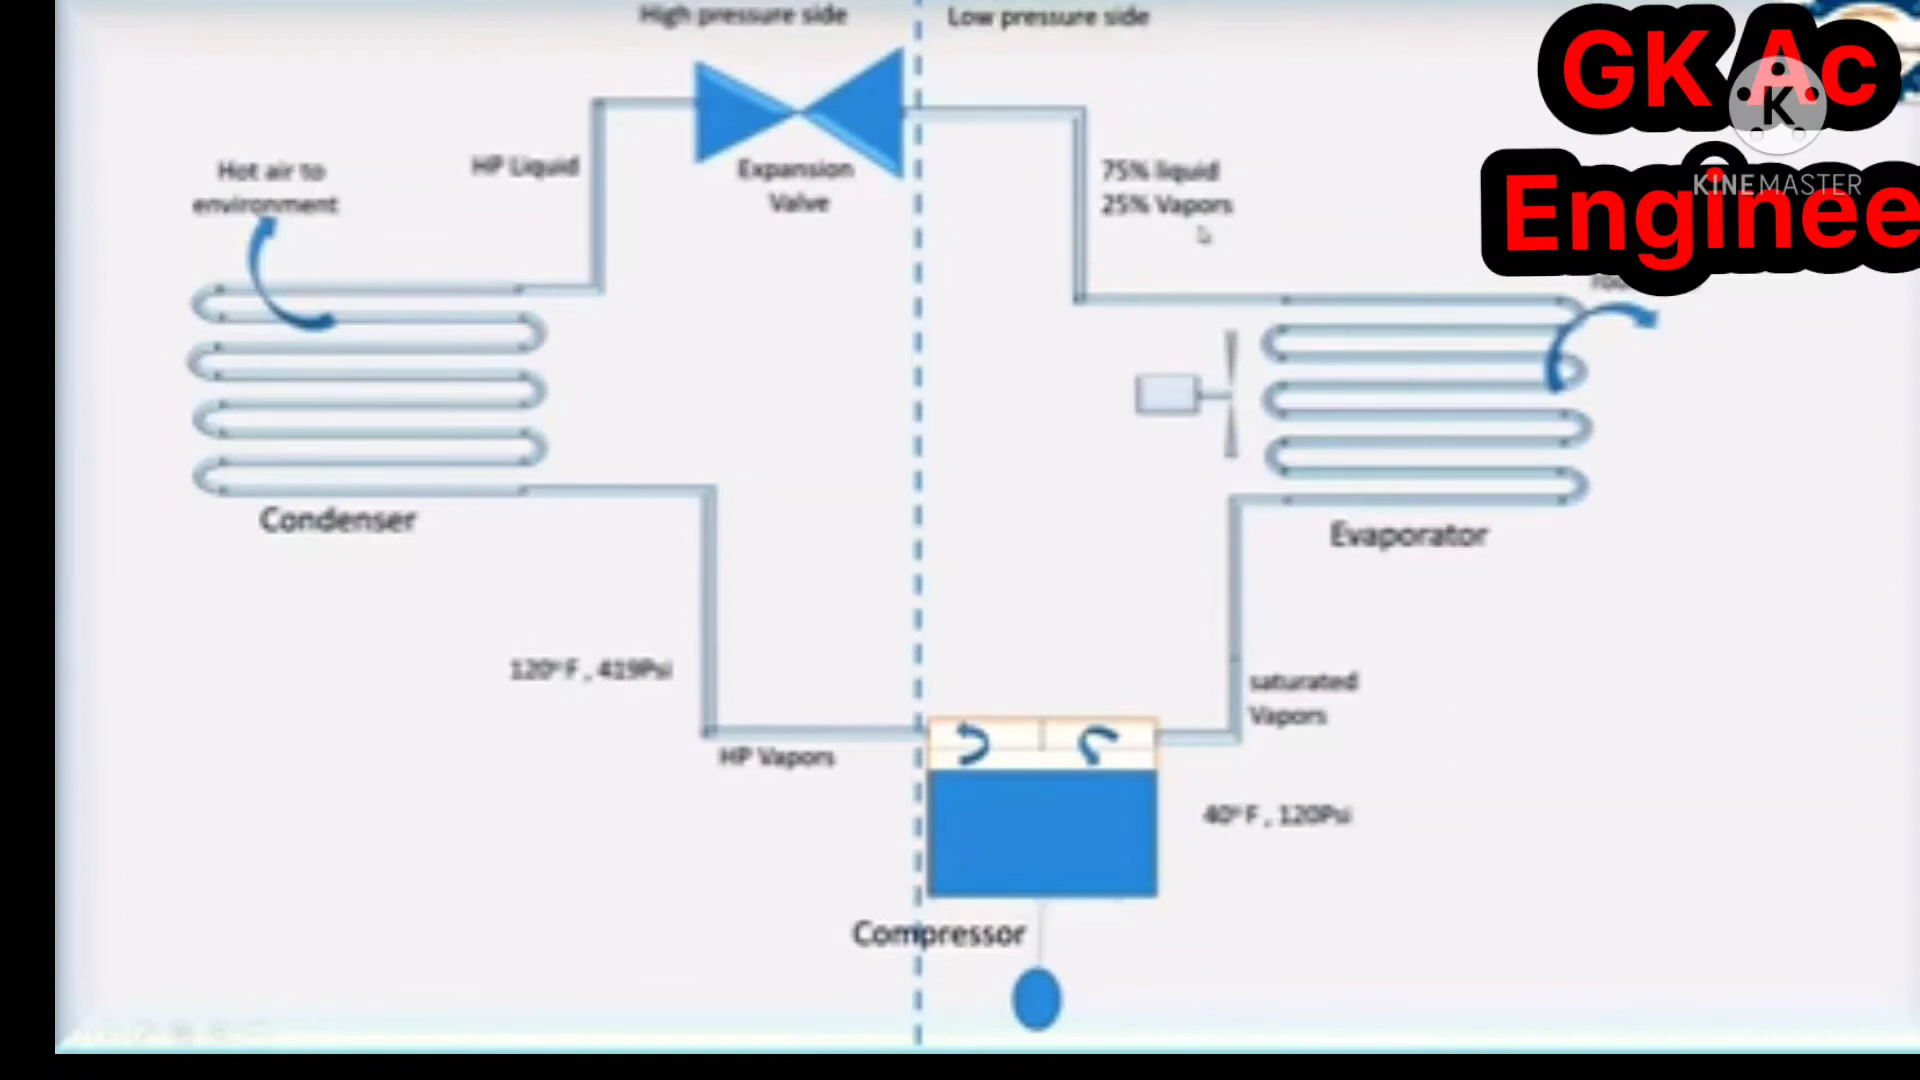 High pressure side
Low pressure side
GK Ac
K
Enginee
KINEMASTER
Hot air to
environment
HP Liquid
Expansion
Valve
75% liquid
25% Vapors
Condenser
Evaporator
120°F, 419Psi
HP Vapors
saturated
Vapors
40°F, 120Psi
Compressor